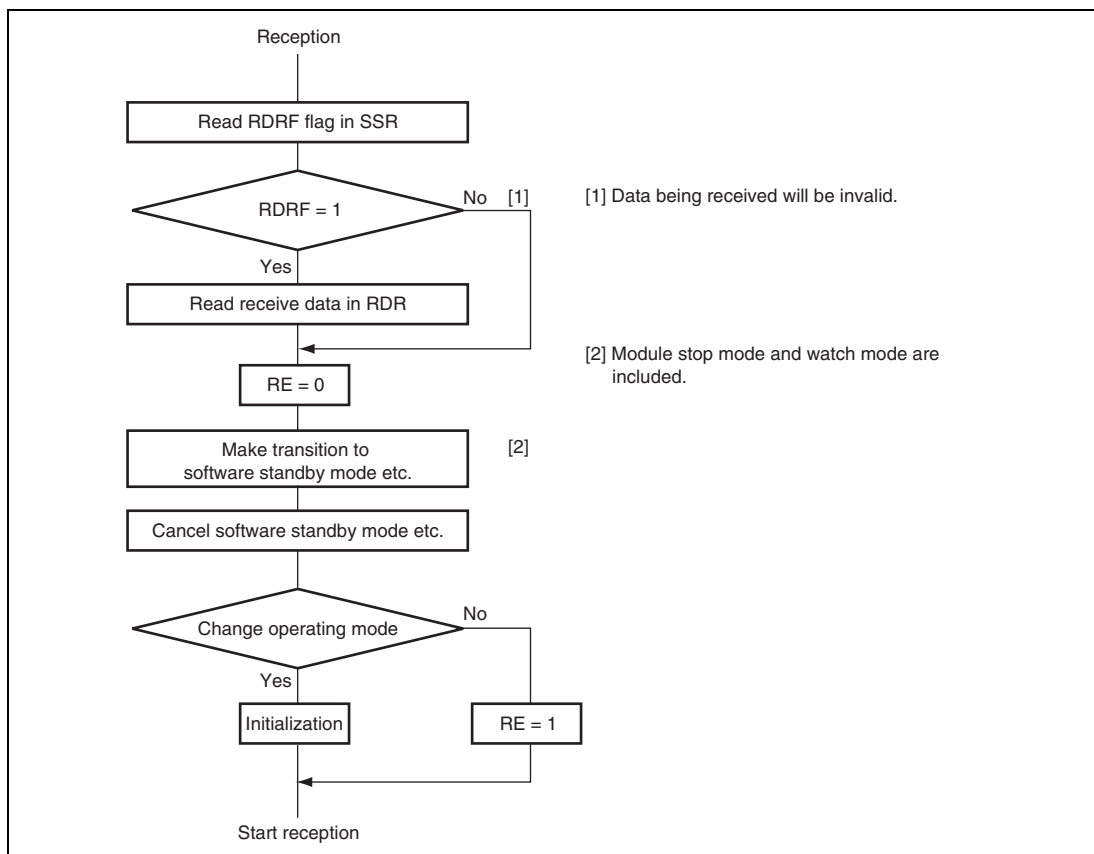 Reception
Read RDRF flag in SSR
No [1]
[1] Data being received will be invalid.
RDRF = 1
Yes
Read receive data in RDR
[2] Module stop mode and watch mode are
included.
RE = 0
Make transition to
software standby mode etc.
[2]
Cancel software standby mode etc.
No
Change operating mode
Yes
Initialization
RE = 1
Start reception